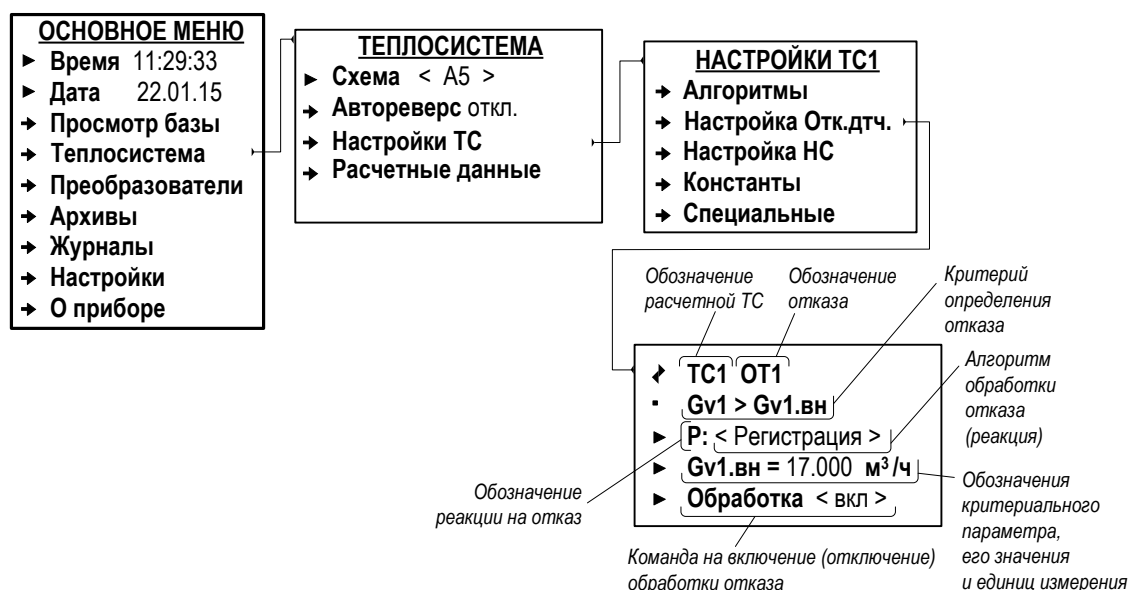 ОСНОВНОЕ МЕНЮ
Время 11:29:33
Дата 22.01.15
Просмотр базы
Теплосистема
Преобразователи
Архивы
Журналы
Настройки
О приборе
ТЕПЛОСИСТЕМА
Схема < А5 >
Автореверс откл.
Настройки ТС
Расчетные данные
НАСТРОЙКИ ТС1
Алгоритмы
Настройка Отк.дтч.
Настройка НС
Константы
Специальные
Обозначение
расчетной ТС
Обозначение
отказа
Критерий
определения
отказа
ТС1 ОТ1
Gv1 > Gv1.вн
Р: < Регистрация >
Gv1.вн = 17.000 м³/ч
Обработка < вкл >
Алгоритм
обработки
отказа
(реакция)
Обозначение
реакции на отказ
Обозначения
критериального
параметра,
его значения
и единиц измерения
Команда на включение (отключение)
обработки отказа